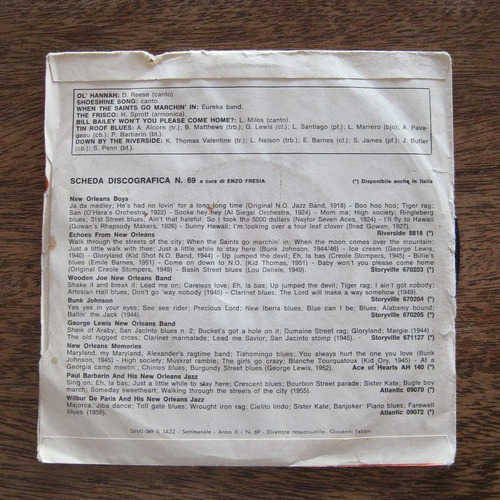 OL' HANNAH: D. Reese (canto).
SHOESHINE SONG: canto.
WHEN THE SAINTS GO MARCHIN' IN: Eureka band.
THE FRISCO: H. Sprott (armonica).
BILL BAILEY WON'T YOU PLEASE COME HOME?: L. Miles (canto).
TIN ROOF BLUES: A. Alcorn (tr.); B. Matthews (trb.); G. Lewis (cl.); L. Santiago (pf.); L. Marrero (bjo); A. Pava-
geau (cb.); P. Barbarin (bt.).
DOWN BY THE RIVERSIDE: K. Thomas Valentine (tr.); L. Nelson (trb.); E. Barnes (cl.); S. James (pf.); J. Butler
(cb.); S. Penn (bt.).
SCHEDA DISCOGRAFICA N. 69 a cura di ENZO FRESIA (*) Disponibile anche in Italia
New Orleans Boys
Ja da medley; He's had no lovin' for a long long time (Original N.O. Jazz Band, 1918) - Boo hoo hoo; Tiger rag;
San (O'Hara's Orchestra, 1922) - Sooke hey hey (Al Siegal Orchestra, 1924) - Mom ma; High society; Ringleberg
blues; 31st Street blues; Ain't that hateful; So I took the 5000 dollars (Naylor Seven Aces, 1924) - I'll fly to Hawaii
(Gowan's Rhapsody Makers, 1926) - Sunny Hawaii; I'm looking over a four leaf clover (Brad Gowan, 1927).
Riverside 8818 (*)
Echoes From New Orleans
Walk through the streets of the city; When the Saints go marchin' in; When the moon comes over the mountain;
Just a little walk with thee; Just a little while to stay here (Bunk Johnson, 1944/46) - Ice cream (George Lewis,
1940) - Gloryland (Kid Shot N.O. Band, 1944) - Up jumped the devil; Eh, la bas (Creole Stompers, 1945) - Billie's
blues (Emile Barnes, 1951) - Come on down to N.O. (Kid Thomas, 1951) - Baby won't you please come home
(Original Creole Stompers, 1949) - Basin Street blues (Lou Delisle, 1949). Storyville 670203 (*)
Wooden Joe New Orleans Band
Shake it and break it; Lead me on; Careless love; Eh, la bas; Up jumped the devil; Tiger rag; I ain't got nobody;
Artesian Hall blues; Don't go 'way nobody (1945) - Clarinet blues; The Lord will make a way somehow (1949).
Storyville 670204 (*)
Bunk Johnson
Yes yes in your eyes; See see rider; Precious Lord; New Iberia blues; Blue can I be; Blues; Alabamy bound;
Ballin' the Jack (1944). Storyville 670205 (*)
George Lewis New Orleans Band
Sheik of Araby; San Jacinto blues n. 2; Bucket's got a hole on it; Dumaine Street rag; Gloryland; Margie (1944) -
The old rugged cross; Clarinet marmalade; Lead me Savior; San Jacinto stomp (1945). Storyville 671127 (*)
New Orleans Memories
Maryland, my Maryland; Alexander's ragtime band; Tishomingo blues; You always hurt the one you love (Bunk
Johnson, 1945) - High society; Muskrat ramble; The girls go crazy; Blanche Tourquatoux (Kid Ory, 1945) - At a
Georgia camp meetin'; Chimes blues; Burgundy Street blues (George Lewis, 1952). Ace of Hearts AH 140 (*)
Paul Barbarin And His New Orleans Jazz
Sing on; Eh, la bas; Just a little while to stay here; Crescent blues; Bourbon Street parade; Sister Kate; Bugle boy
march; Someday sweetheart; Walking through the streets of the city (1955). Atlantic 09070 (*)
Wilbur De Paris And His New Orleans Jazz
Majorca, Jiba dance; Toll gate blues; Wrought iron rag; Cielito lindo; Sister Kate; Banjoker; Piano blues; Farewell
blues (1956). Atlantic 09072 (*)
SdMJ-069 IL JAZZ - Settimanale - Anno II - N. 69 - Direttore responsabile - Giovanni Fabbri